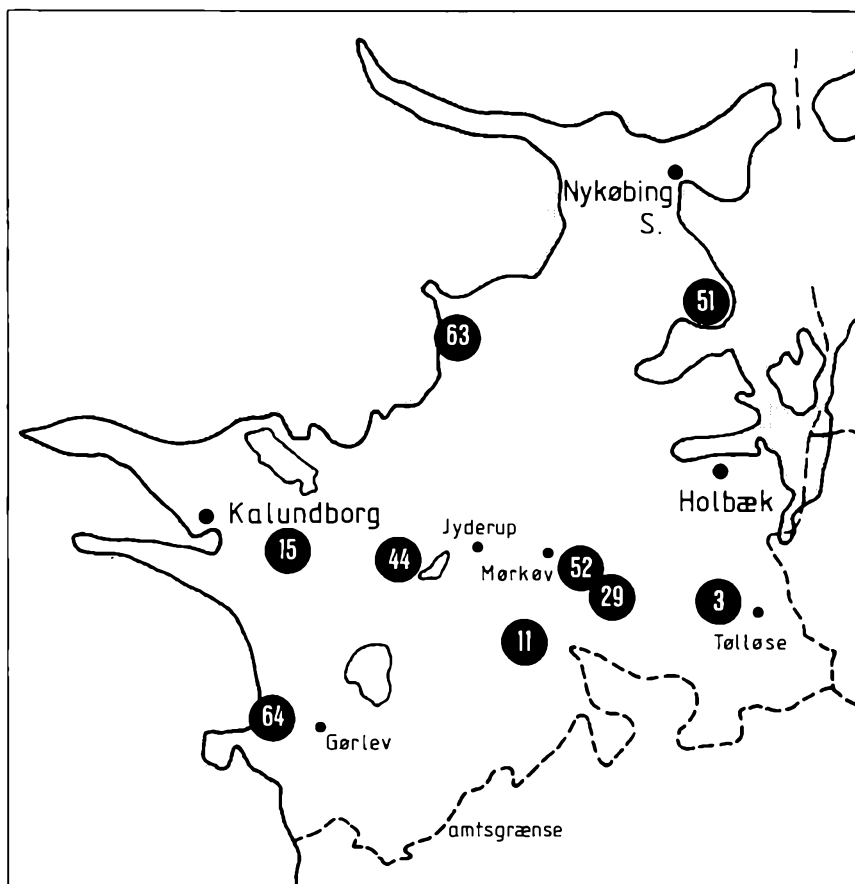 Nykøbing
S.
51
63
Kalundborg
Holbæk
Jyderup
15
44
Mørkøv
52
29
3
11
Tølløse
64
Gørlev
amtsgrænse